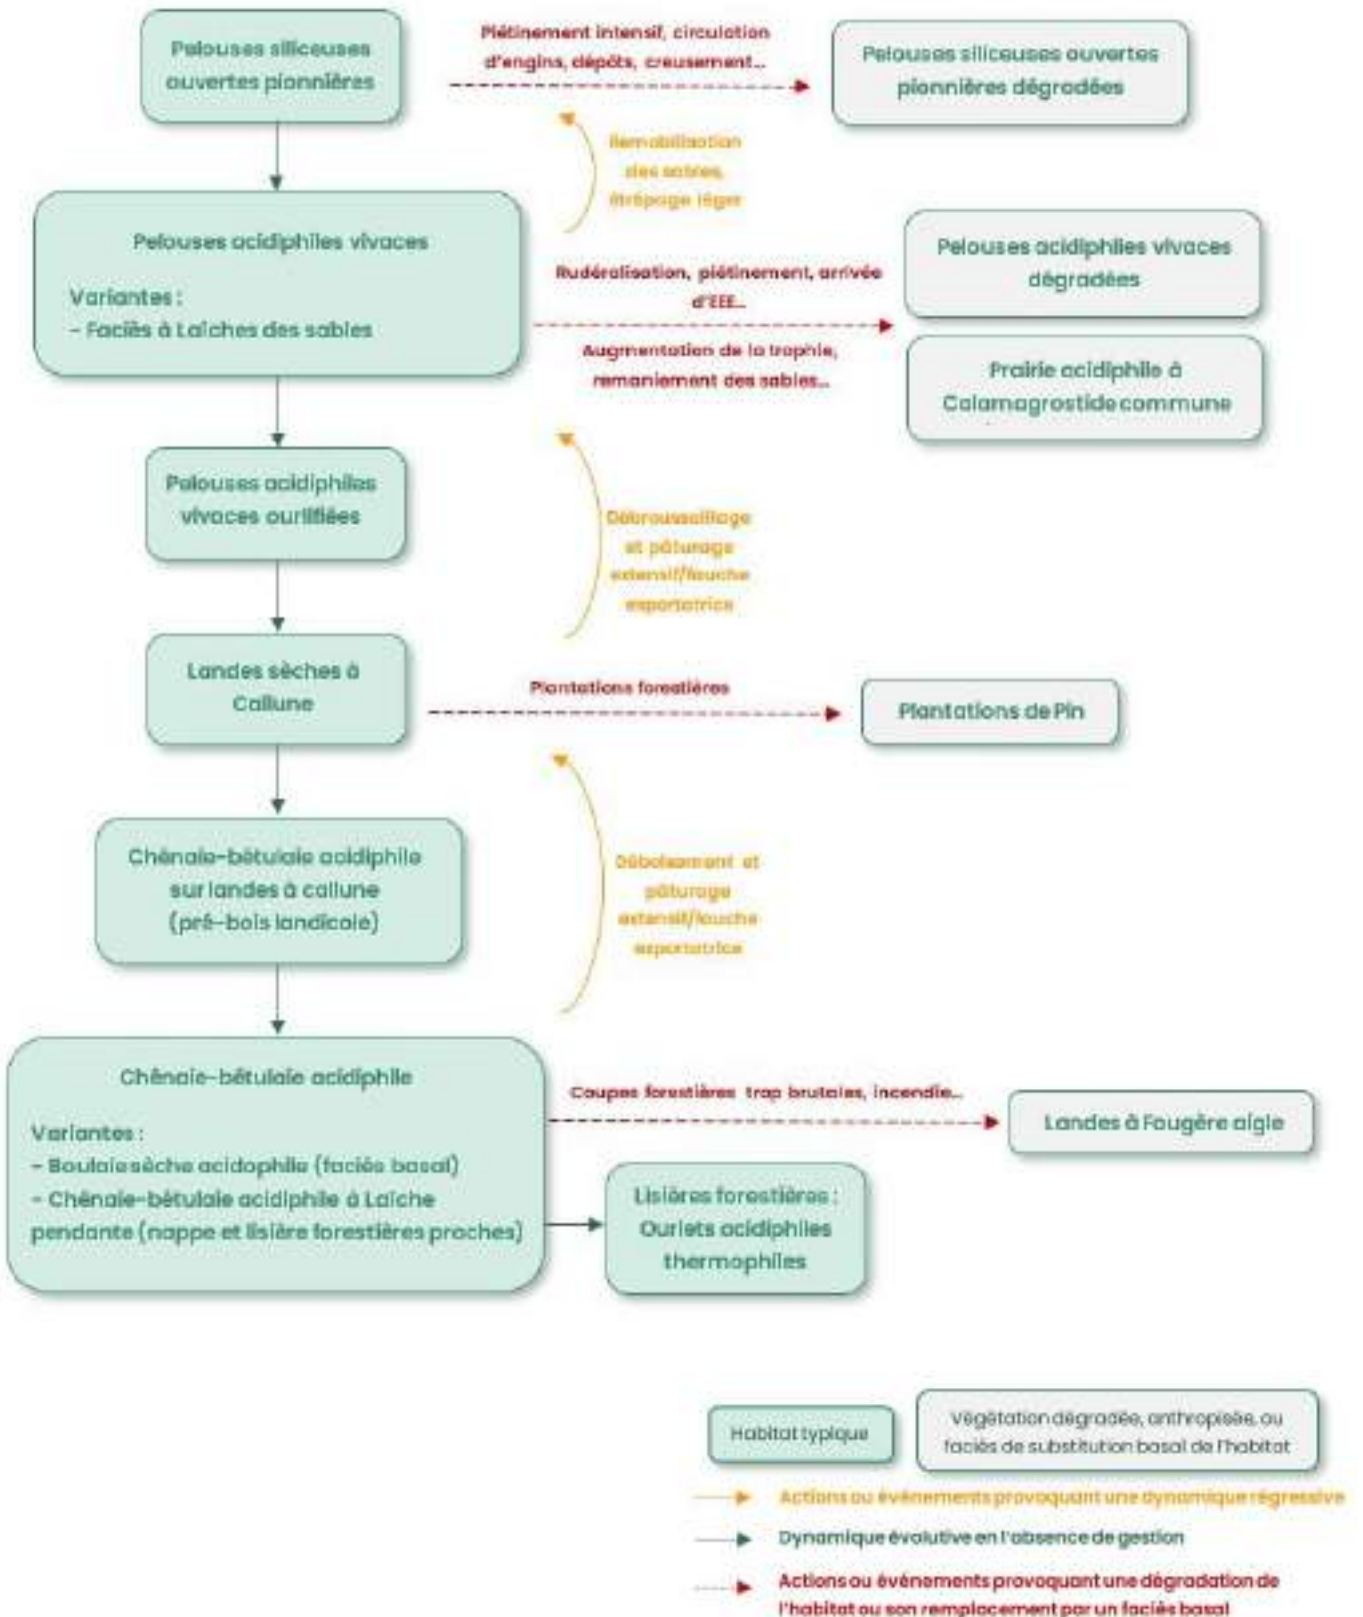 Pelouses siliceuses
ouvertes pionnières
Piétinement intensif, circulation
d'engins, dépôts, creusement...
Pelouses siliceuses ouvertes
pionnières dégradées
Remobilisation
des sables,
étrépage léger
Pelouses acidiphiles vivaces
Variantes :
- Faciès à Laîches des sables
Rudéralisation, piétinement, arrivée
d'EEE...
Augmentation de la trophie,
remaniement des sables...
Pelouses acidiphiles vivaces
dégradées
Prairie acidiphile à
Calamagrostide commune
Pelouses acidiphiles
vivaces ourlifiées
Débroussaillage
et pâturage
extensif/fauche
exportatrice
Landes sèches à
Callune
Plantations forestières
Plantations de Pin
Chênaie-bétulaie acidiphile
sur landes à callune
(pré-bois landicole)
Déboisement et
pâturage
extensif/fauche
exportatrice
Chênaie-bétulaie acidiphile
Variantes :
- Boulaie sèche acidophile (faciès basal)
- Chênaie-bétulaie acidiphile à Laîche
pendante (nappe et lisière forestières proches)
Coupes forestières trop brutales, incendie...
Landes à Fougère aigle
Lisières forestières :
Ourlets acidiphiles
thermophiles
Habitat typique
Végétation dégradée, anthropisée, ou
faciès de substitution basal de l'habitat
Actions ou événements provoquant une dynamique régressive
Dynamique évolutive en l'absence de gestion
Actions ou événements provoquant une dégradation de
l'habitat ou son remplacement par un faciès basal